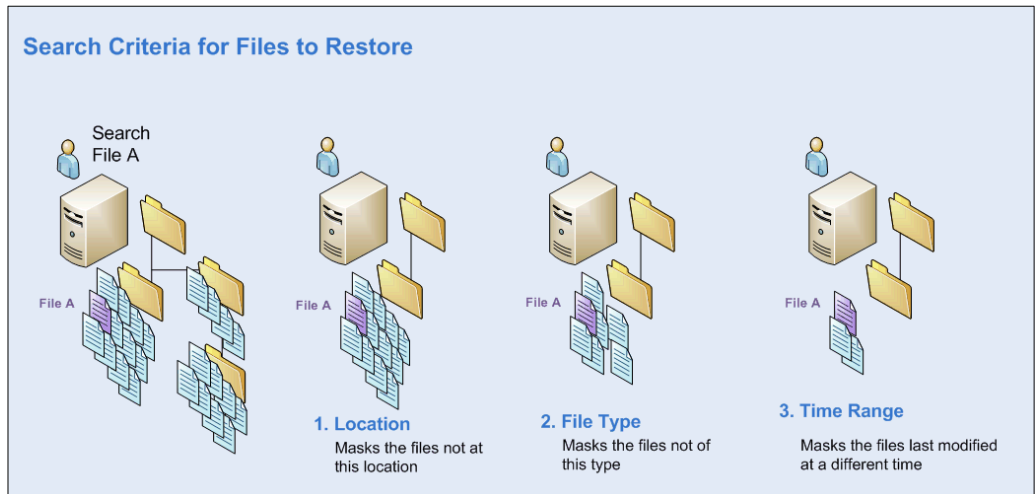 Search Criteria for Files to Restore
Search
File A
File A
File A
File A
File A
1. Location
Masks the files not at
this location
2. File Type
Masks the files not of
this type
3. Time Range
Masks the files last modified
at a different time